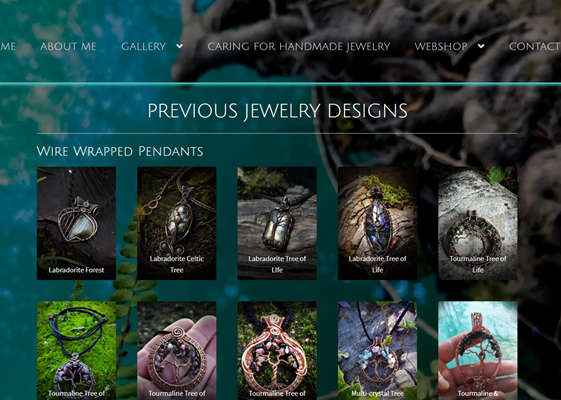 ME ABOUT ME GALLERY CARING FOR HANDMADE JEWELRY WEBSHOP CONTACT
PREVIOUS JEWELRY DESIGNS
WIRE WRAPPED PENDANTS
Labradorite Forest
Labradorite Celtic
Tree
Labradorite Tree of
Life
Labradorite Tree of
Life
Tourmaline Tree of
Life
Tourmaline Tree of
Tourmaline Tree of
Tourmaline Tree of
Multi-crystal Tree
Tourmaline &